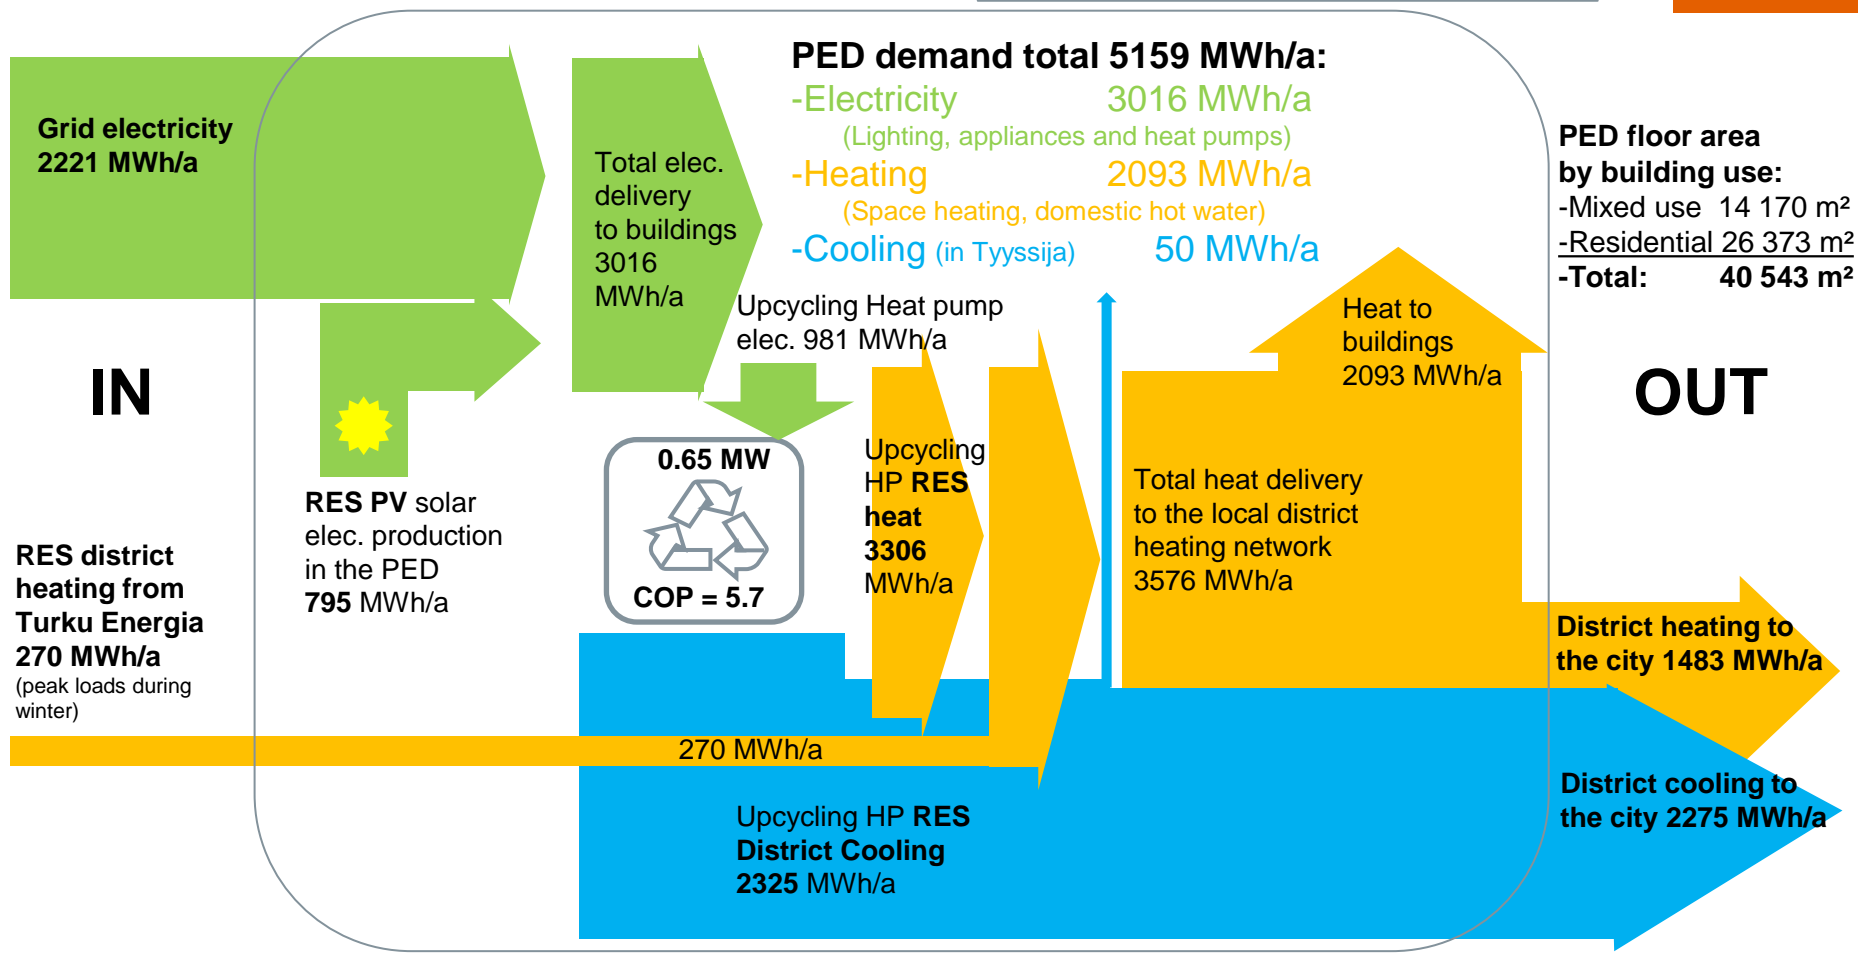 PED demand total 5159 MWh/a:
-Electricity 3016 MWh/a
(Lighting, appliances and heat pumps)
-Heating 2093 MWh/a
(Space heating, domestic hot water)
-Cooling (in Tyyssija) 50 MWh/a
Grid electricity
2221 MWh/a
Total elec.
delivery
to buildings
3016
MWh/a
PED floor area
by building use:
-Mixed use 14 170 m²
-Residential 26 373 m²
-Total: 40 543 m²
Upcycling Heat pump
elec. 981 MWh/a
Heat to
buildings
2093 MWh/a
IN
OUT
0.65 MW
COP = 5.7
Upcycling
HP RES
heat
3306
MWh/a
Total heat delivery
to the local district
heating network
3576 MWh/a
RES PV solar
elec. production
in the PED
795 MWh/a
RES district
heating from
Turku Energia
270 MWh/a
(peak loads during
winter)
District heating to
the city 1483 MWh/a
270 MWh/a
District cooling to
the city 2275 MWh/a
Upcycling HP RES
District Cooling
2325 MWh/a